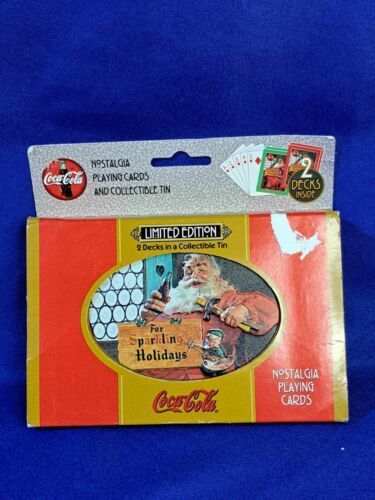 Coca-Cola
NOSTALGIA
PLAYING CARDS
AND COLLECTIBLE TIN
2
DECKS
INSIDE
LIMITED EDITION
2 Decks in a Collectible Tin
For
Sparkling
Holidays
Coca-Cola
NOSTALGIA
PLAYING
CARDS